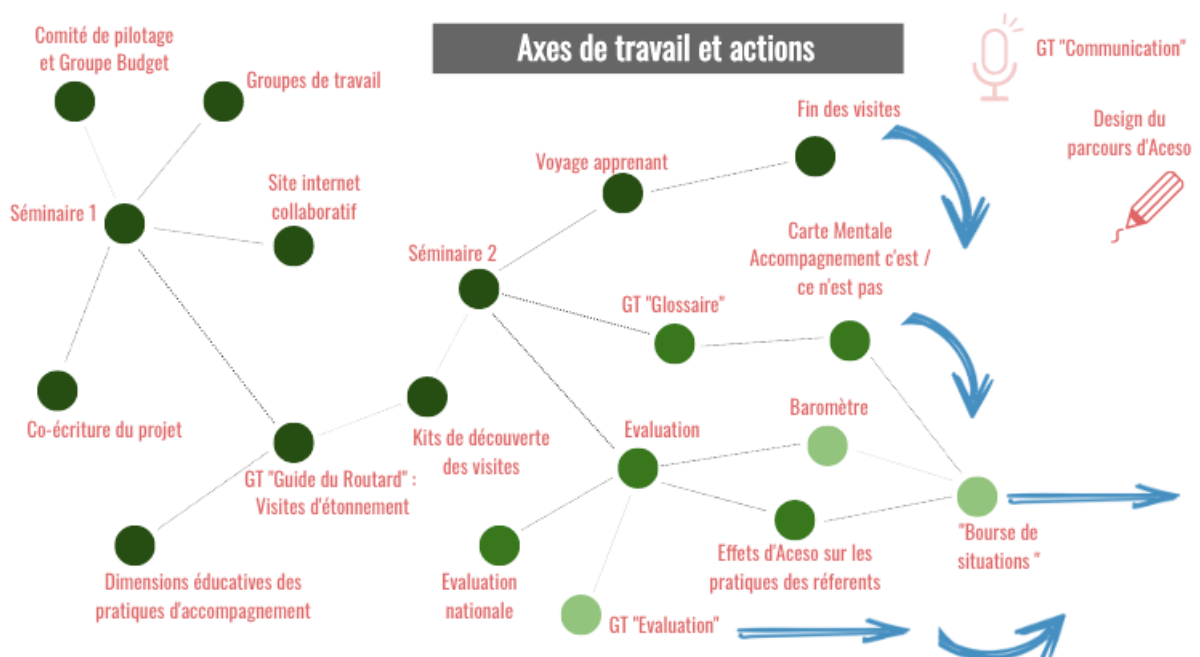 Axes de travail et actions
Comité de pilotage
et Groupe Budget
Groupes de travail
GT "Communication"
Design du
parcours d'Aceso
Fin des visites
Voyage apprenant
Site internet
collaboratif
Séminaire 1
Séminaire 2
Carte Mentale
Accompagnement c'est /
ce n'est pas
GT "Glossaire"
Baromètre
Co-écriture du projet
Kits de découverte
des visites
Evaluation
GT "Guide du Routard" :
Visites d'étonnement
"Bourse de
situations "
Effets d'Aceso sur les
pratiques des réferents
Dimensions éducatives des
pratiques d'accompagnement
Evaluation
nationale
GT "Evaluation"